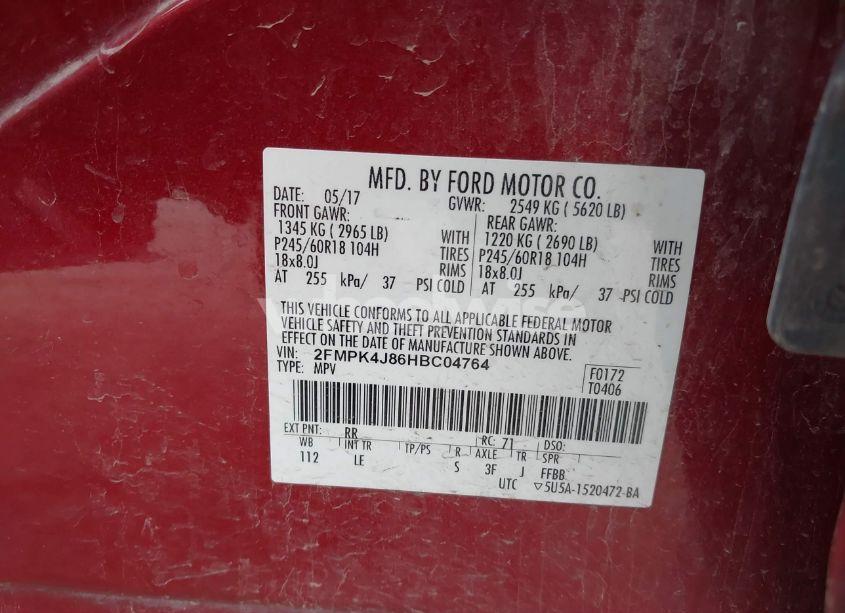 MFD. BY FORD MOTOR CO.
DATE: 05/17 GVWR: 2549 KG ( 5620 LB)
FRONT GAWR: REAR GAWR:
1345 KG ( 2965 LB) WITH 1220 KG ( 2690 LB) WITH
P245/60R18 104H TIRES P245/60R18 104H TIRES
18x8.0J RIMS 18x8.0J RIMS
AT 255 kPa/ 37 PSI COLD AT 255 kPa/ 37 PSI COLD
THIS VEHICLE CONFORMS TO ALL APPLICABLE FEDERAL MOTOR
VEHICLE SAFETY AND THEFT PREVENTION STANDARDS IN
EFFECT ON THE DATE OF MANUFACTURE SHOWN ABOVE.
VIN: 2FMPK4J86HBC04764
TYPE: MPV
F0172
T0406
EXT PNT: RR RC: 71 DSO:
WB INT TR TP/PS R AXLE TR SPR
112 LE S 3F J FFBB
UTC ▽5U5A-1520472-BA